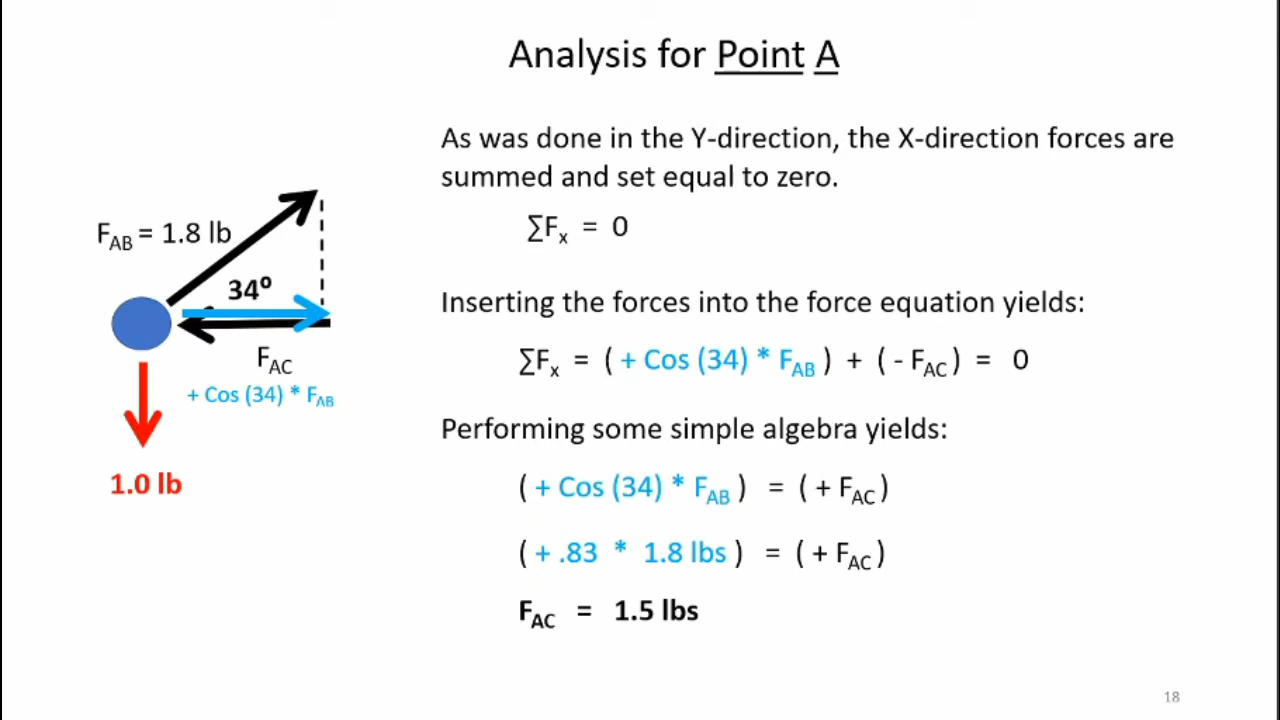 Analysis for Point A
As was done in the Y-direction, the X-direction forces are
summed and set equal to zero.
∑Fx = 0
FAB = 1.8 lb
34⁰
Inserting the forces into the force equation yields:
FAC
+ Cos (34) * FAB
∑Fx = ( + Cos (34) * FAB ) + ( - FAC ) = 0
Performing some simple algebra yields:
1.0 lb
( + Cos (34) * FAB ) = ( + FAC )
( + .83 * 1.8 lbs ) = ( + FAC )
FAC = 1.5 lbs
18